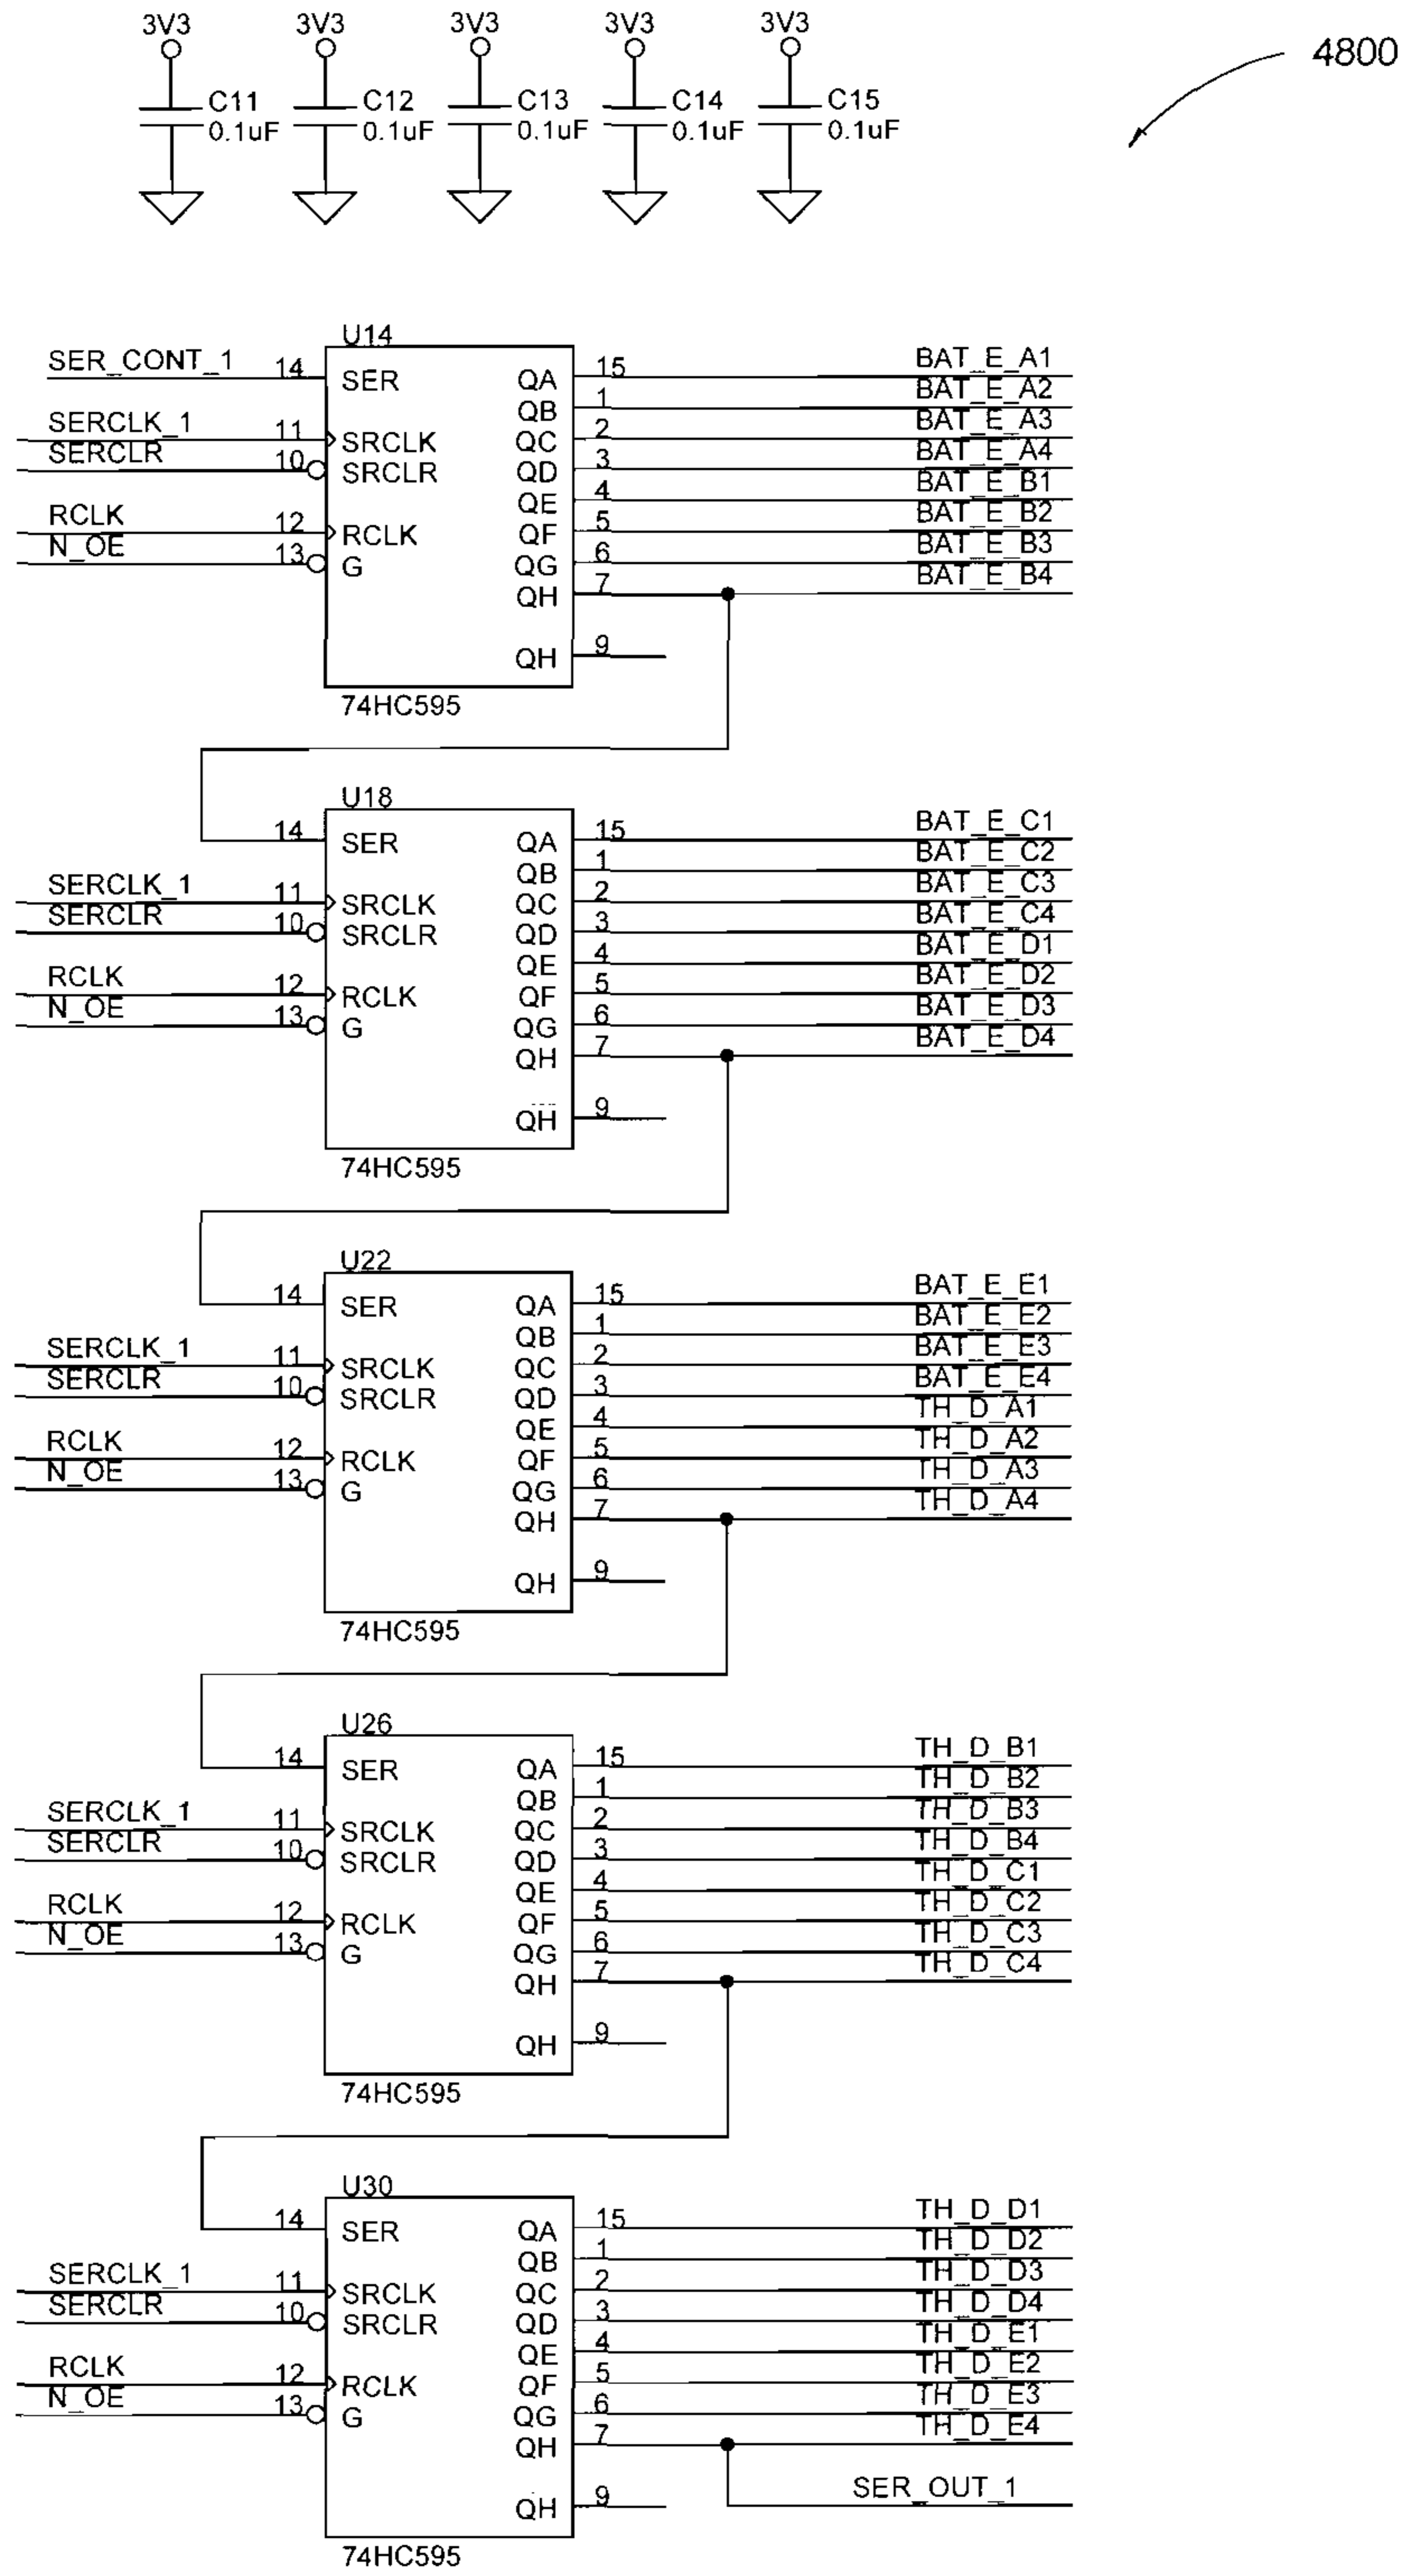 3V3 3V3 3V3 3V3 3V3
4800
C11 C12 C13 C14 C15
0.1uF 0.1uF 0.1uF 0.1uF 0.1uF
U14
SER_CONT_1 14 SER QA 15 BAT_E_A1
QB 1 BAT_E_A2
SERCLK_1 11 SRCLK QC 2 BAT_E_A3
SERCLR 10 SRCLR QD 3 BAT_E_A4
QE 4 BAT_E_B1
RCLK 12 RCLK QF 5 BAT_E_B2
N_OE 13 G QG 6 BAT_E_B3
QH 7 BAT_E_B4
QH 9
74HC595
U18
14 SER QA 15 BAT_E_C1
QB 1 BAT_E_C2
SERCLK_1 11 SRCLK QC 2 BAT_E_C3
SERCLR 10 SRCLR QD 3 BAT_E_C4
QE 4 BAT_E_D1
RCLK 12 RCLK QF 5 BAT_E_D2
N_OE 13 G QG 6 BAT_E_D3
QH 7 BAT_E_D4
QH 9
74HC595
U22
14 SER QA 15 BAT_E_E1
QB 1 BAT_E_E2
SERCLK_1 11 SRCLK QC 2 BAT_E_E3
SERCLR 10 SRCLR QD 3 BAT_E_E4
QE 4 TH_D_A1
RCLK 12 RCLK QF 5 TH_D_A2
N_OE 13 G QG 6 TH_D_A3
QH 7 TH_D_A4
QH 9
74HC595
U26
14 SER QA 15 TH_D_B1
QB 1 TH_D_B2
SERCLK_1 11 SRCLK QC 2 TH_D_B3
SERCLR 10 SRCLR QD 3 TH_D_B4
QE 4 TH_D_C1
RCLK 12 RCLK QF 5 TH_D_C2
N_OE 13 G QG 6 TH_D_C3
QH 7 TH_D_C4
QH 9
74HC595
U30
14 SER QA 15 TH_D_D1
QB 1 TH_D_D2
SERCLK_1 11 SRCLK QC 2 TH_D_D3
SERCLR 10 SRCLR QD 3 TH_D_D4
QE 4 TH_D_E1
RCLK 12 RCLK QF 5 TH_D_E2
N_OE 13 G QG 6 TH_D_E3
QH 7 TH_D_E4
SER_OUT_1
QH 9
74HC595